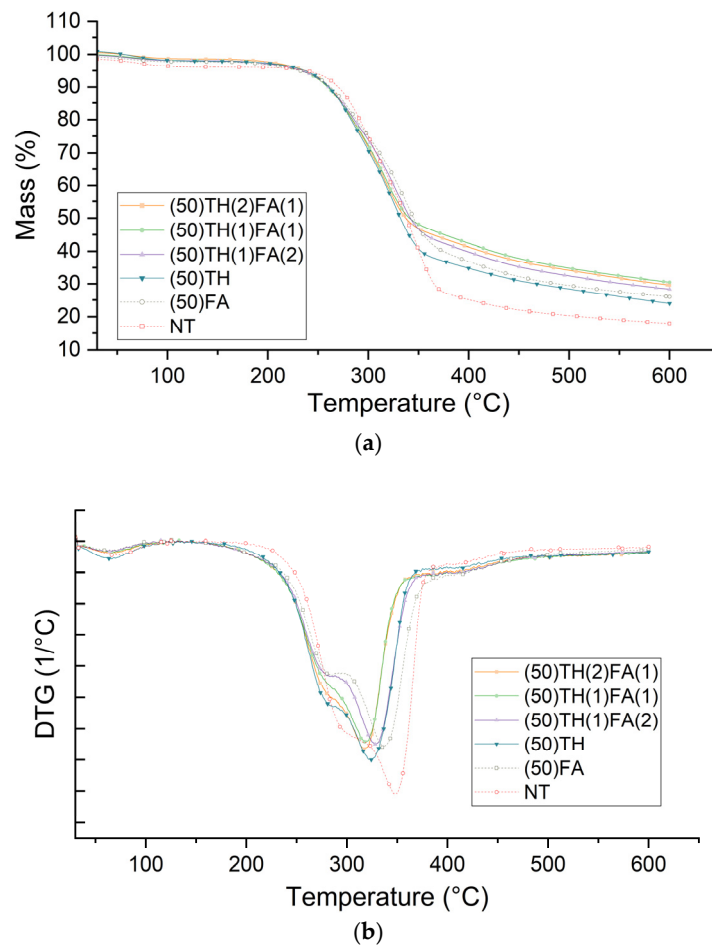 110
100
90
80
70
60
50
40
30
20
10
Mass (%)
(50)TH(2)FA(1)
(50)TH(1)FA(1)
(50)TH(1)FA(2)
(50)TH
(50)FA
NT
0
100
200
300
400
500
600
Temperature (°C)
(a)
DTG (1/°C)
(50)TH(2)FA(1)
(50)TH(1)FA(1)
(50)TH(1)FA(2)
(50)TH
(50)FA
NT
100
200
300
400
500
600
Temperature (°C)
(b)